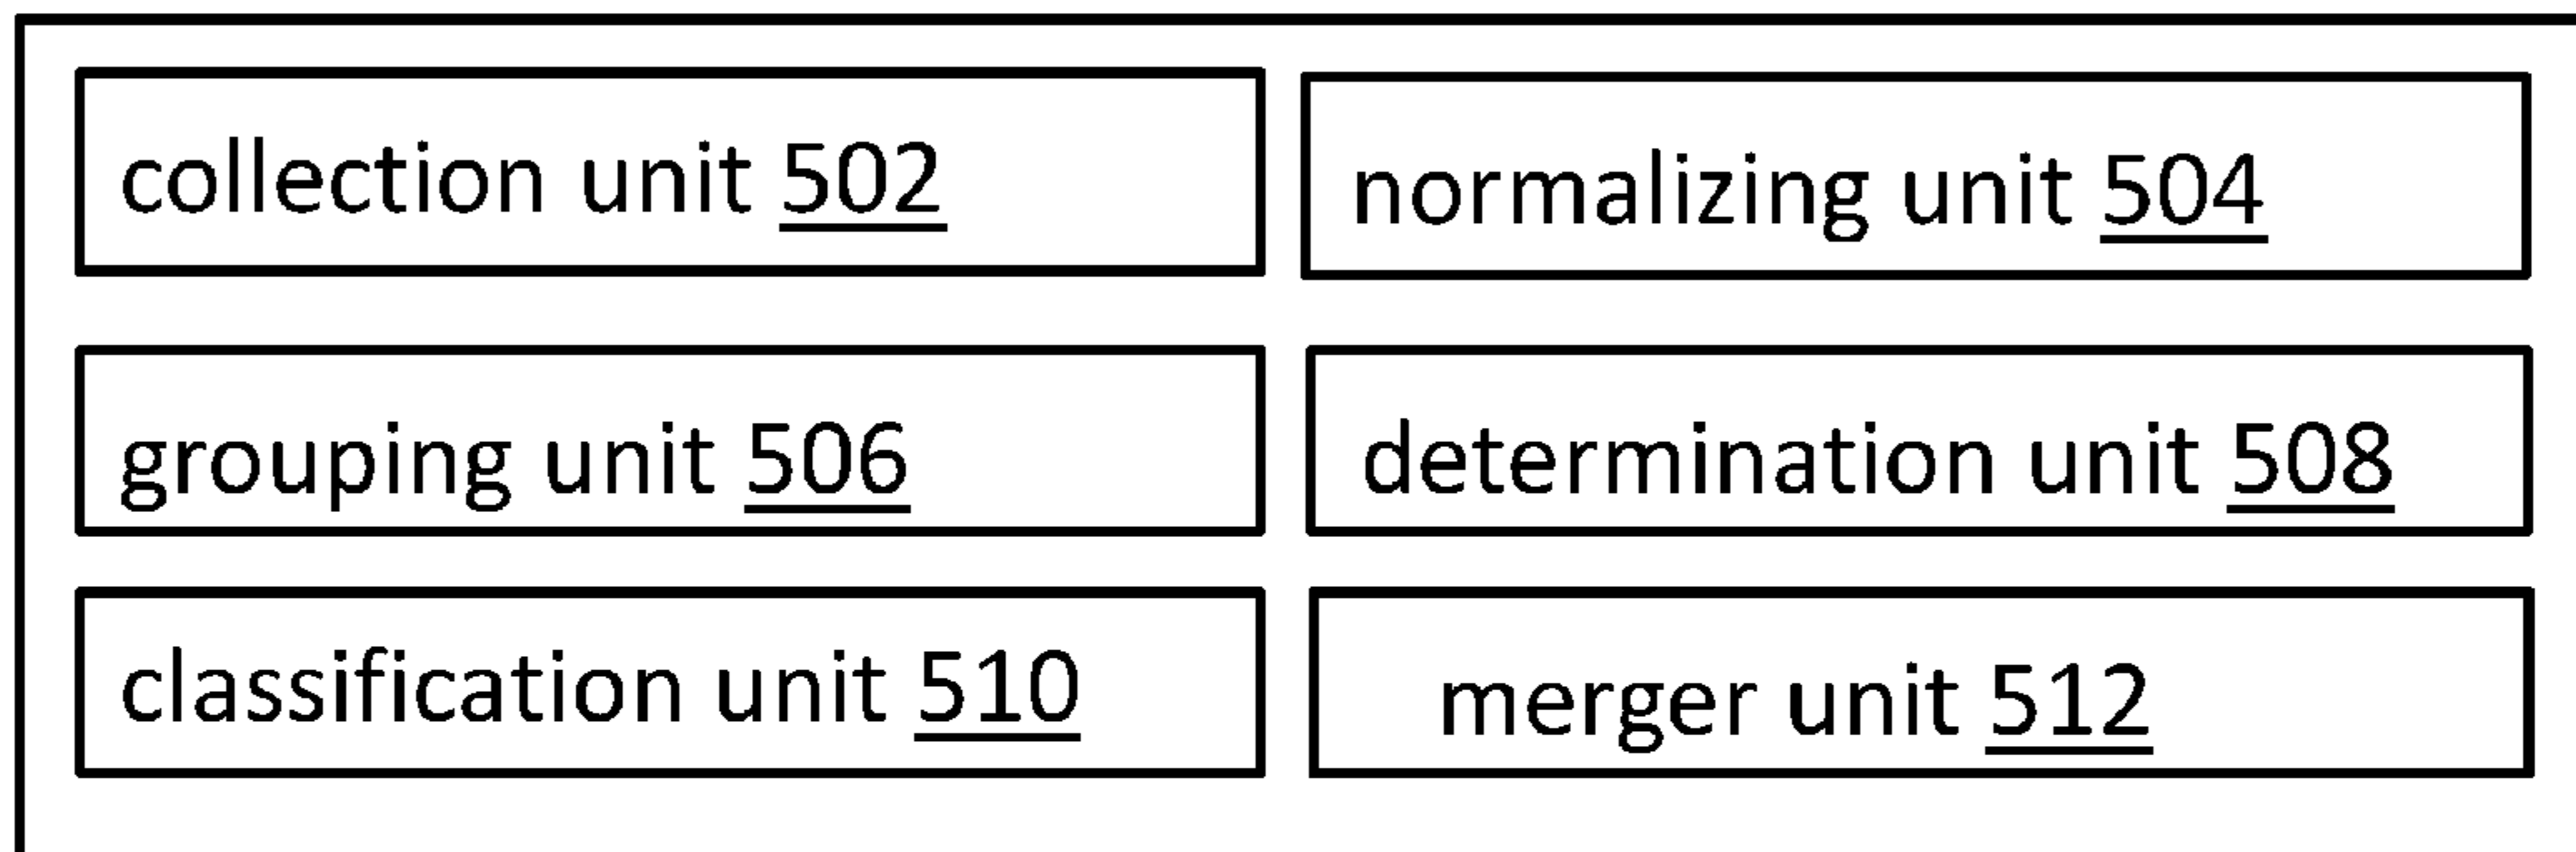 collection unit 502
normalizing unit 504
grouping unit 506
determination unit 508
classification unit 510
merger unit 512